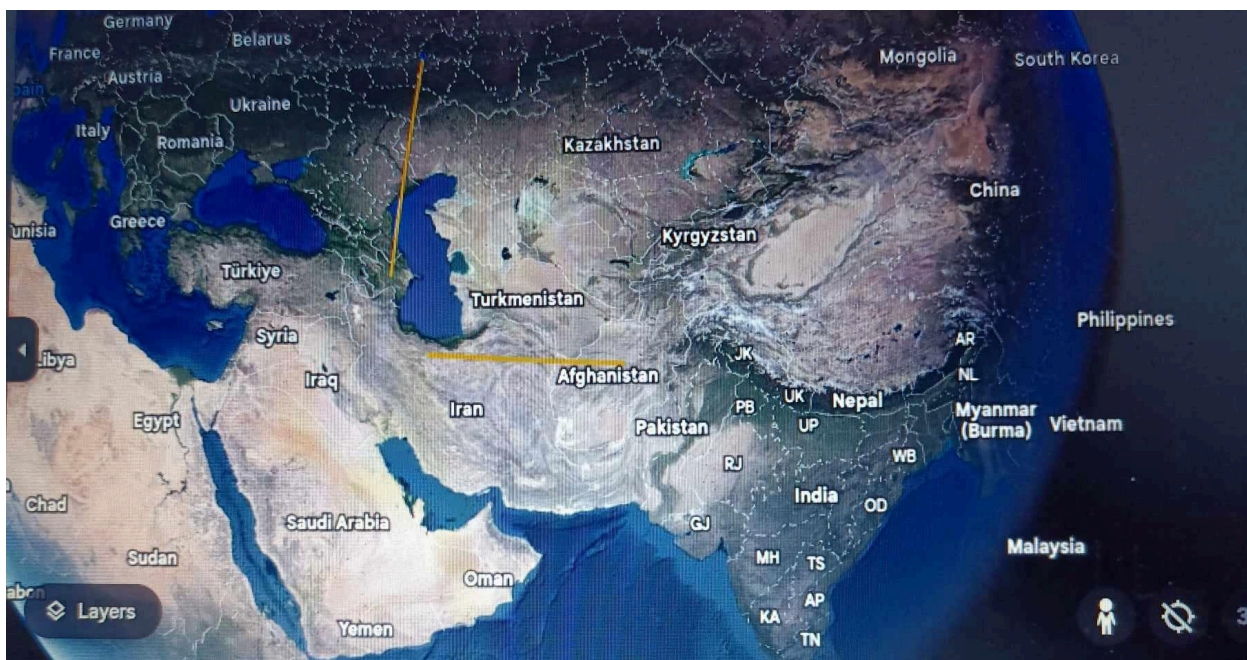 Germany
Belarus
Mongolia
South Korea
France
Austria
Ukraine
Italy
Romania
Kazakhstan
China
Greece
Kyrgyzstan
Türkiye
Turkmenistan
Philippines
Syria
AR
JK
Iraq
Afghanistan
NL
UK
Nepal
Iran
PB
Myanmar
(Burma)
Egypt
Pakistan
UP
Vietnam
WB
RJ
India
Chad
OD
Saudi Arabia
GJ
Malaysia
Sudan
MH
TS
Oman
Layers
AP
KA
Yemen
TN